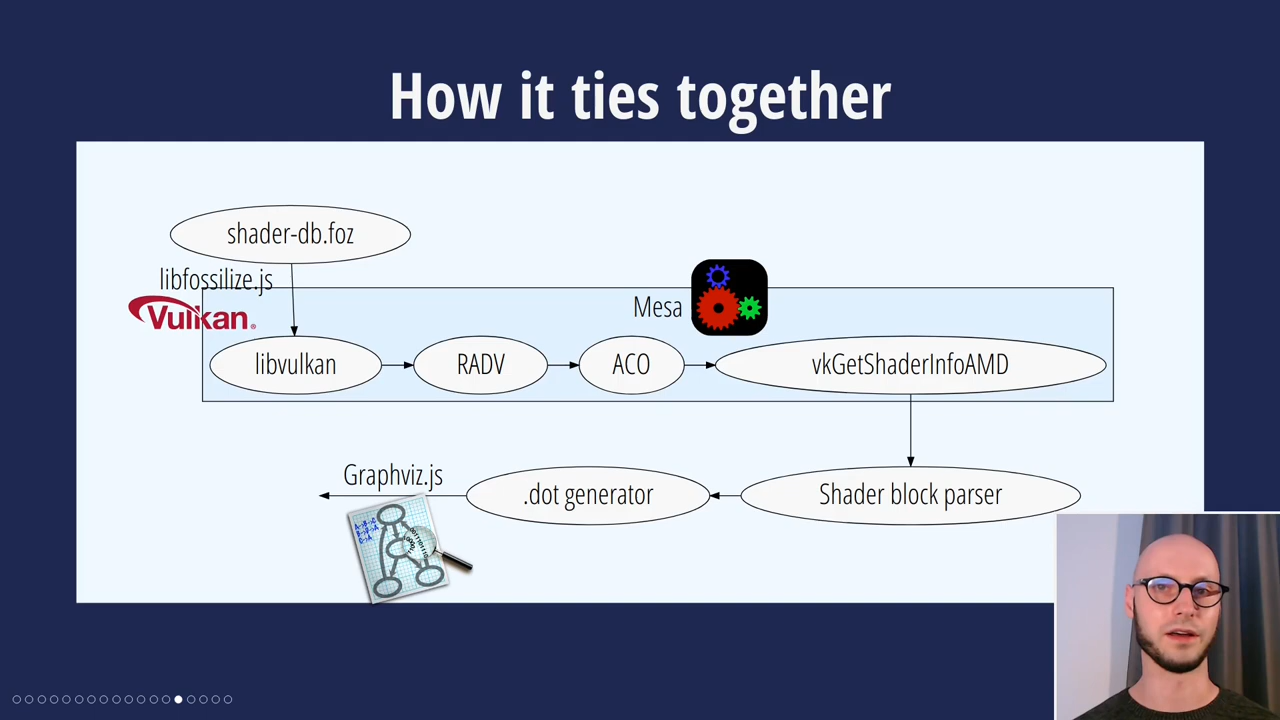 How it ties together
shader-db.foz
libfossilize.js
Vulkan®
Mesa
libvulkan
RADV
ACO
vkGetShaderInfoAMD
Graphviz.js
.dot generator
Shader block parser